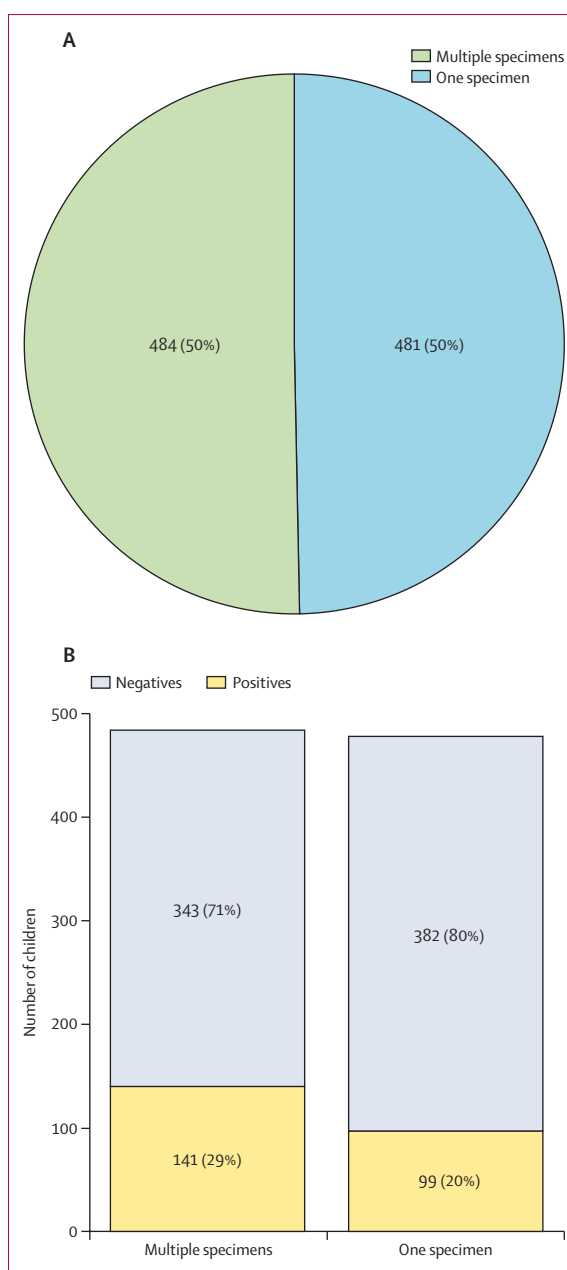 A
Multiple specimens
One specimen
484 (50%)
481 (50%)
B
Negatives
Positives
500
400
300
200
100
0
Number of children
343 (71%)
382 (80%)
141 (29%)
99 (20%)
Multiple specimens
One specimen